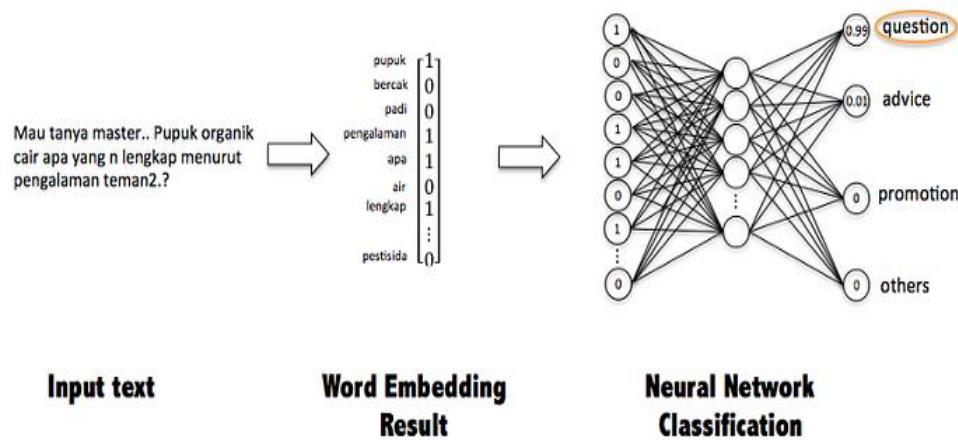 Mau tanya master.. Pupuk organik
cair apa yang n lengkap menurut
pengalaman teman2.?
pupuk 1
bercak 0
padi 0
pengalaman 1
apa 1
air 0
lengkap 1
⋮
pestisida 0
1
0
0
1
1
0
1
⋮
0
⋮
0.99 question
0.01 advice
0 promotion
0 others
Input text
Word Embedding
Result
Neural Network
Classification